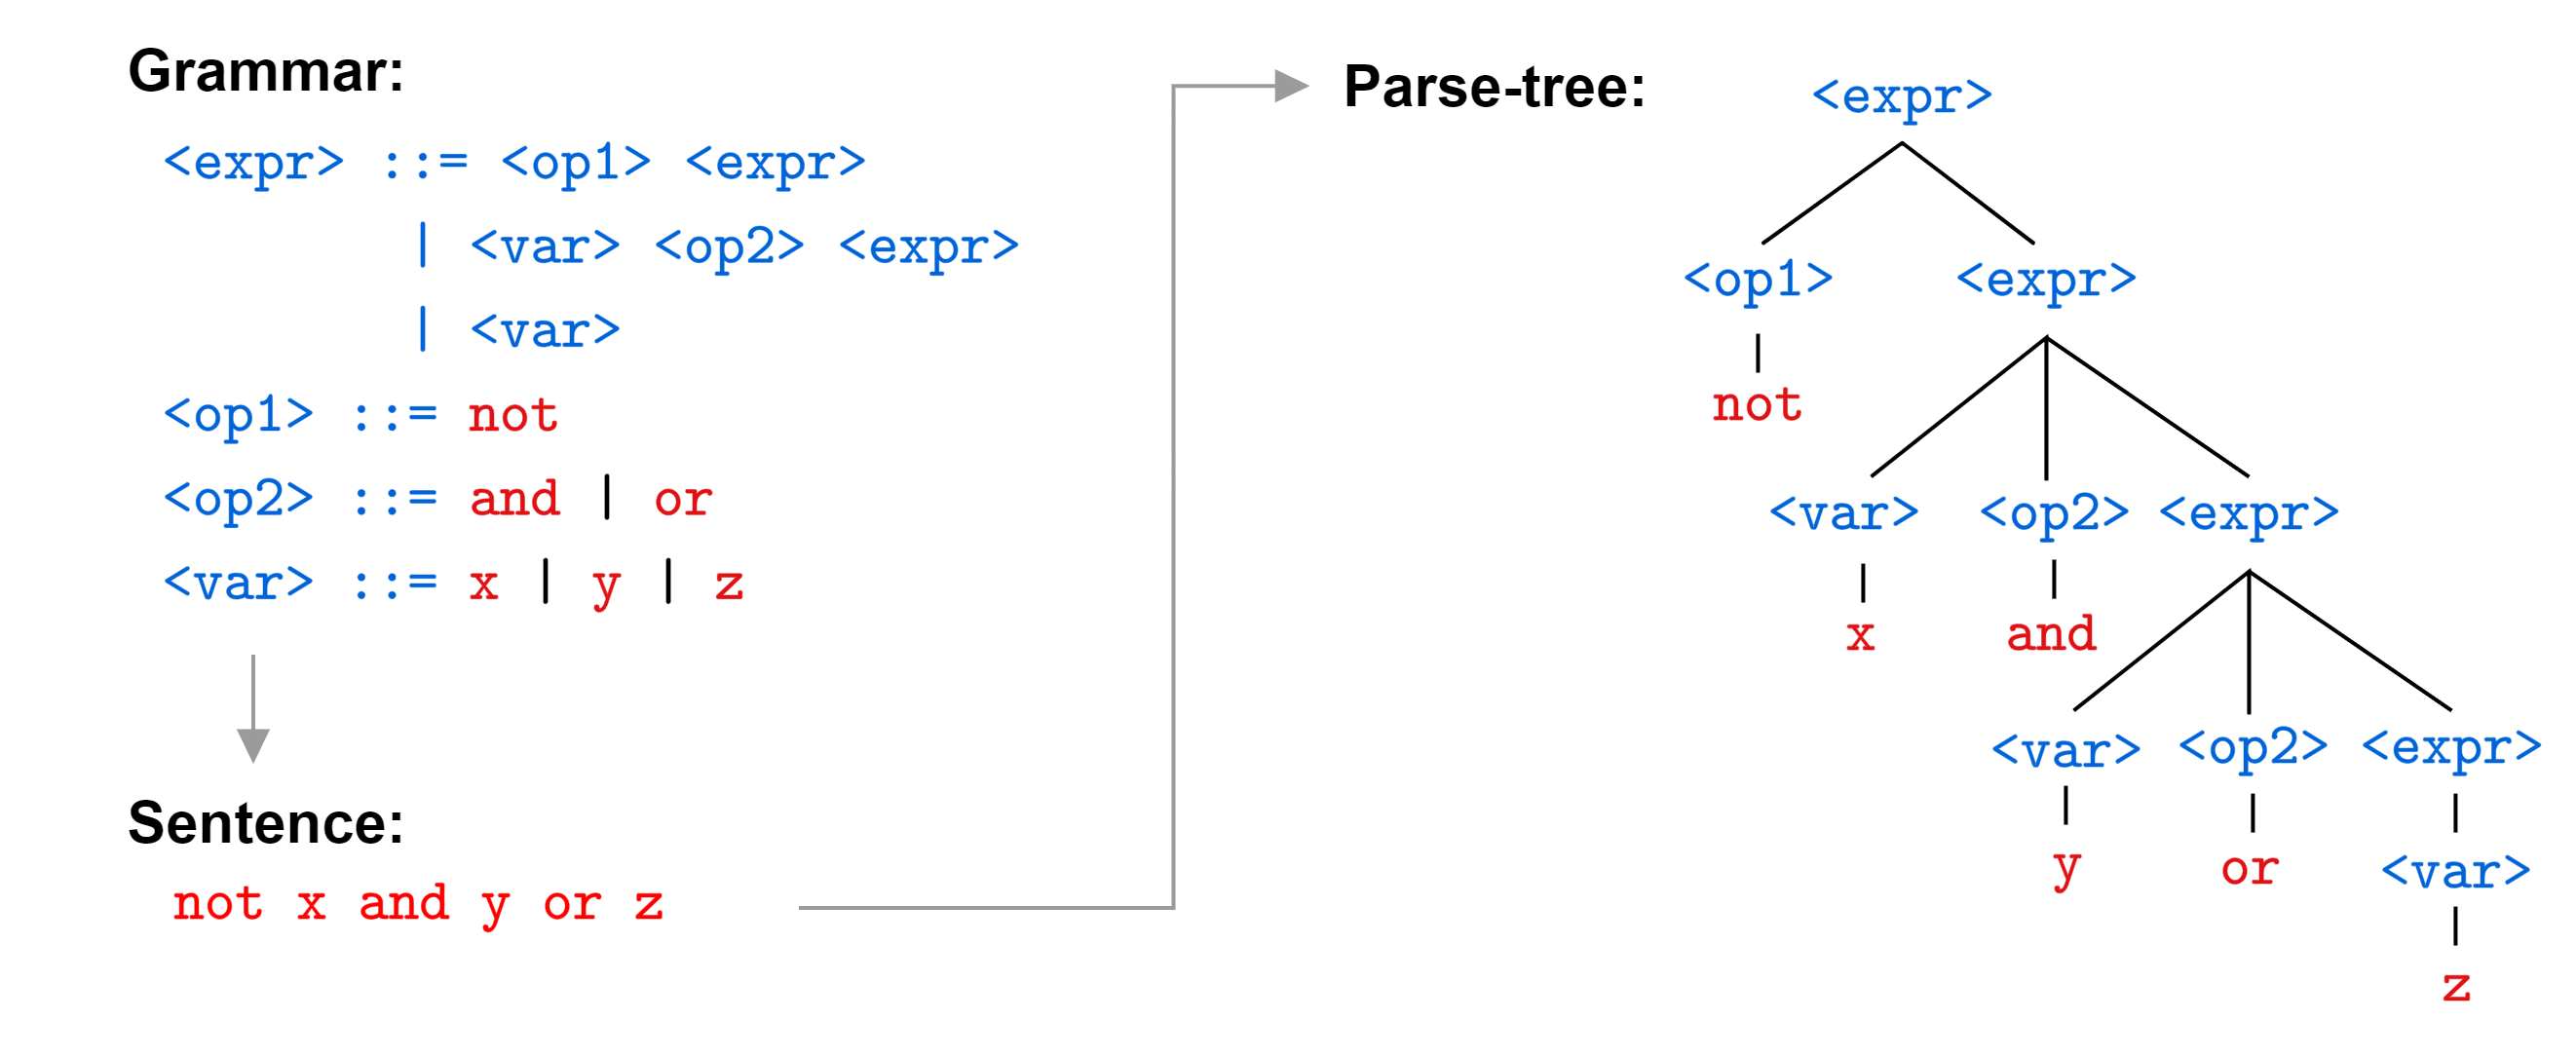 Grammar:
<expr> ::= <op1> <expr>
| <var> <op2> <expr>
| <var>
<op1> ::= not
<op2> ::= and | or
<var> ::= x | y | z
Sentence:
not x and y or z
Parse-tree:
<expr>
<op1> <expr>
not
<var> <op2> <expr>
x and
<var> <op2> <expr>
y or <var>
z